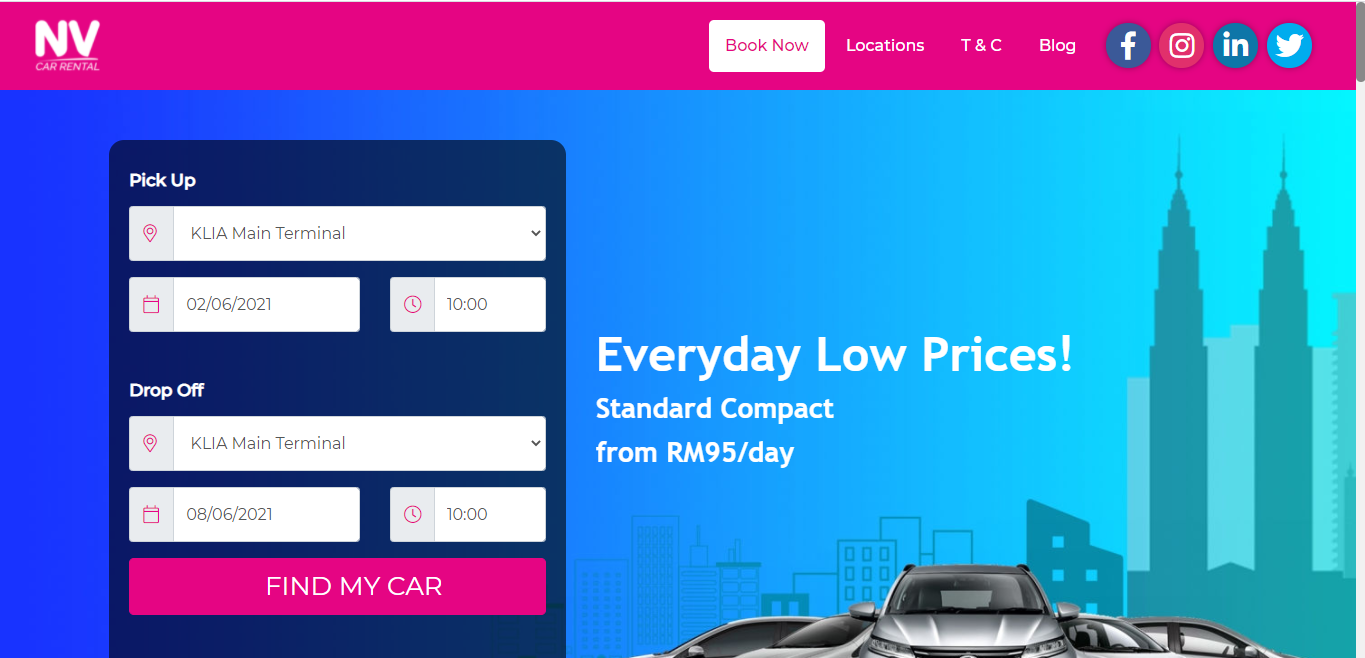 NV
CAR RENTAL
Book Now
Locations
T & C
Blog
Pick Up
KLIA Main Terminal
02/06/2021
10:00
Drop Off
KLIA Main Terminal
08/06/2021
10:00
FIND MY CAR
Everyday Low Prices!
Standard Compact
from RM95/day